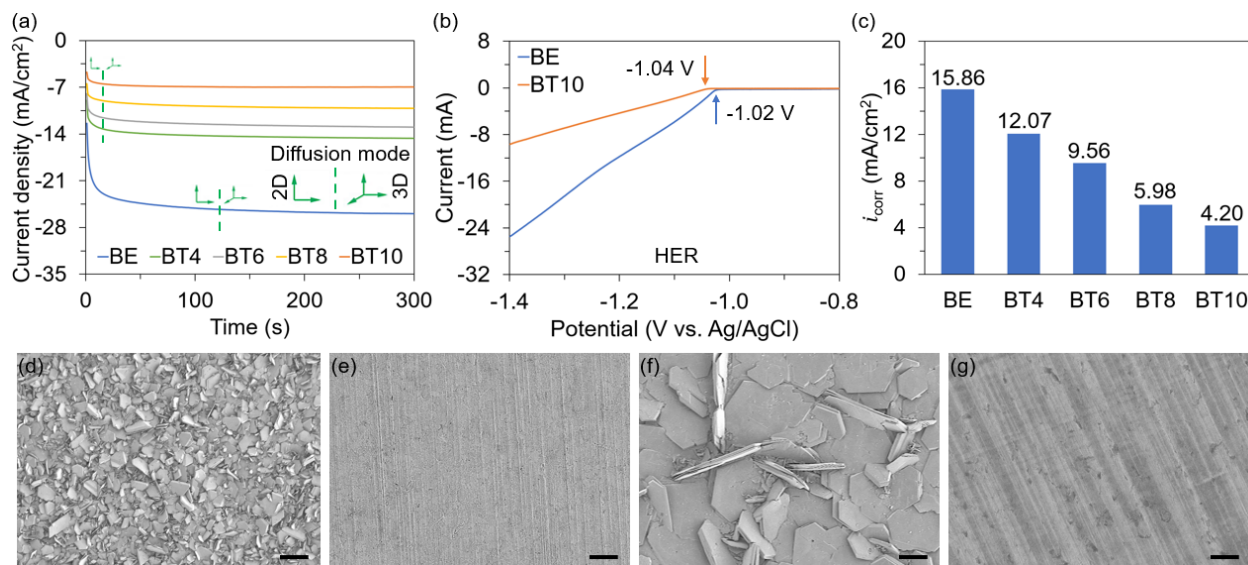 (a)
0
-7
-14
-21
-28
-35
Current density (mA/cm²)
Diffusion mode
2D
3D
BE BT4 BT6 BT8 BT10
0 100 200 300
Time (s)
(b)
8
0
-8
-16
-24
-32
Current (mA)
BE
BT10
-1.04 V
-1.02 V
HER
-1.4 -1.2 -1.0 -0.8
Potential (V vs. Ag/AgCl)
(c)
20
16
12
8
4
0
i_corr (mA/cm²)
15.86
12.07
9.56
5.98
4.20
BE BT4 BT6 BT8 BT10
(d)
(e)
(f)
(g)